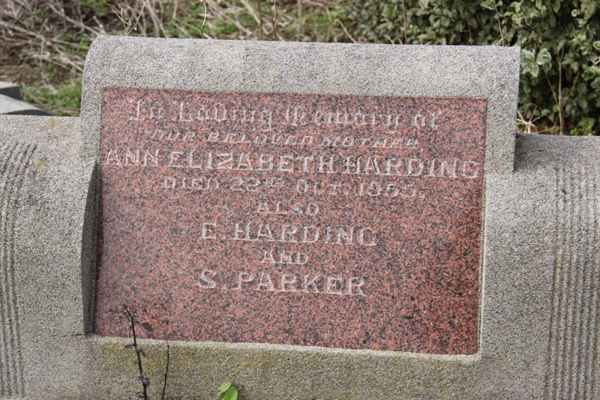 In Loving Memory of
OUR BELOVED MOTHER
ANN ELIZABETH HARDING
DIED 22ND OCT. 1955.
ALSO
E. HARDING
AND
S. PARKER